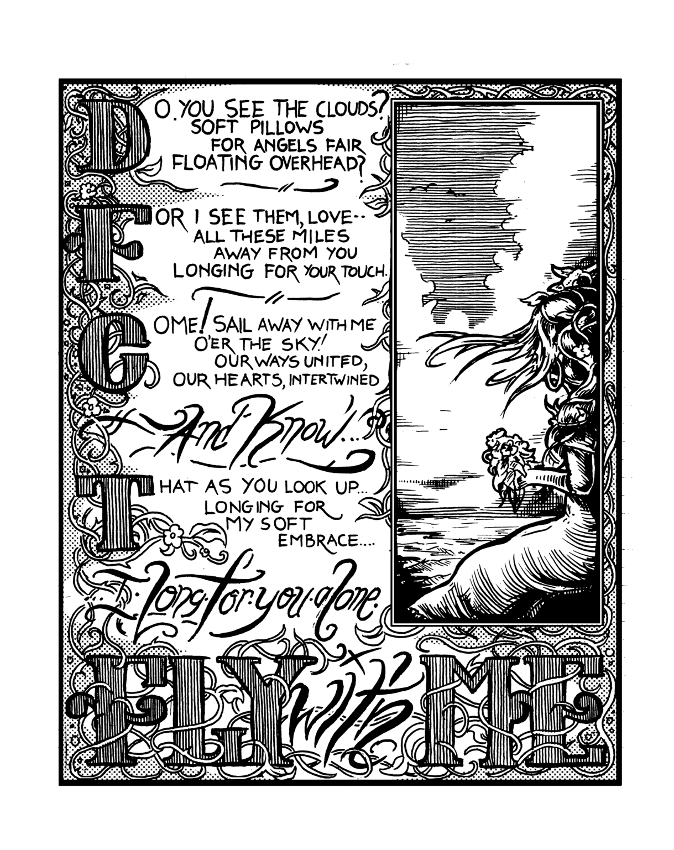 DO YOU SEE THE CLOUDS?
SOFT PILLOWS
FOR ANGELS FAIR
FLOATING OVERHEAD?
FOR I SEE THEM, LOVE--
ALL THESE MILES
AWAY FROM YOU
LONGING FOR YOUR TOUCH.
COME! SAIL AWAY WITH ME
O'ER THE SKY!
OUR WAYS UNITED,
OUR HEARTS, INTERTWINED
And Know...
THAT AS YOU LOOK UP...
LONGING FOR
MY SOFT
EMBRACE....
I long for you alone.
FLY with ME